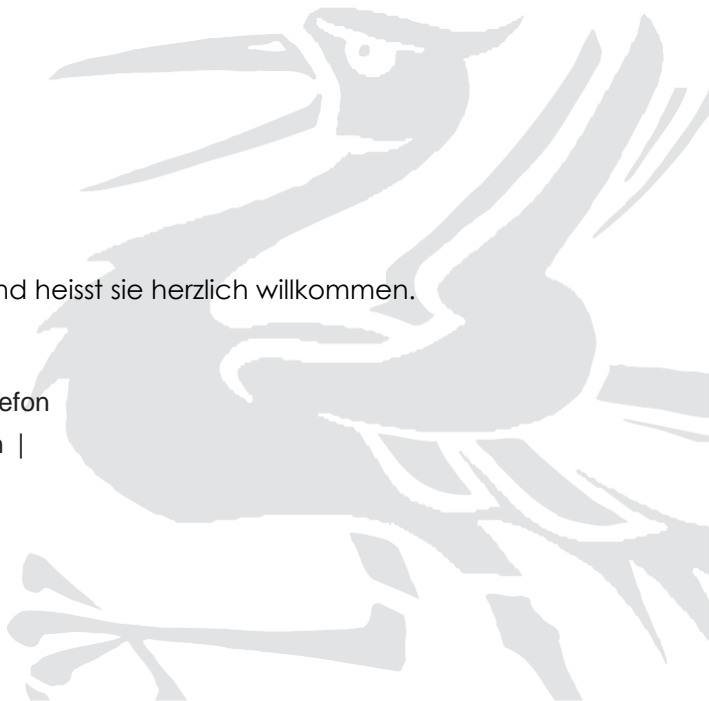 nd heisst sie herzlich willkommen.
efon
n |